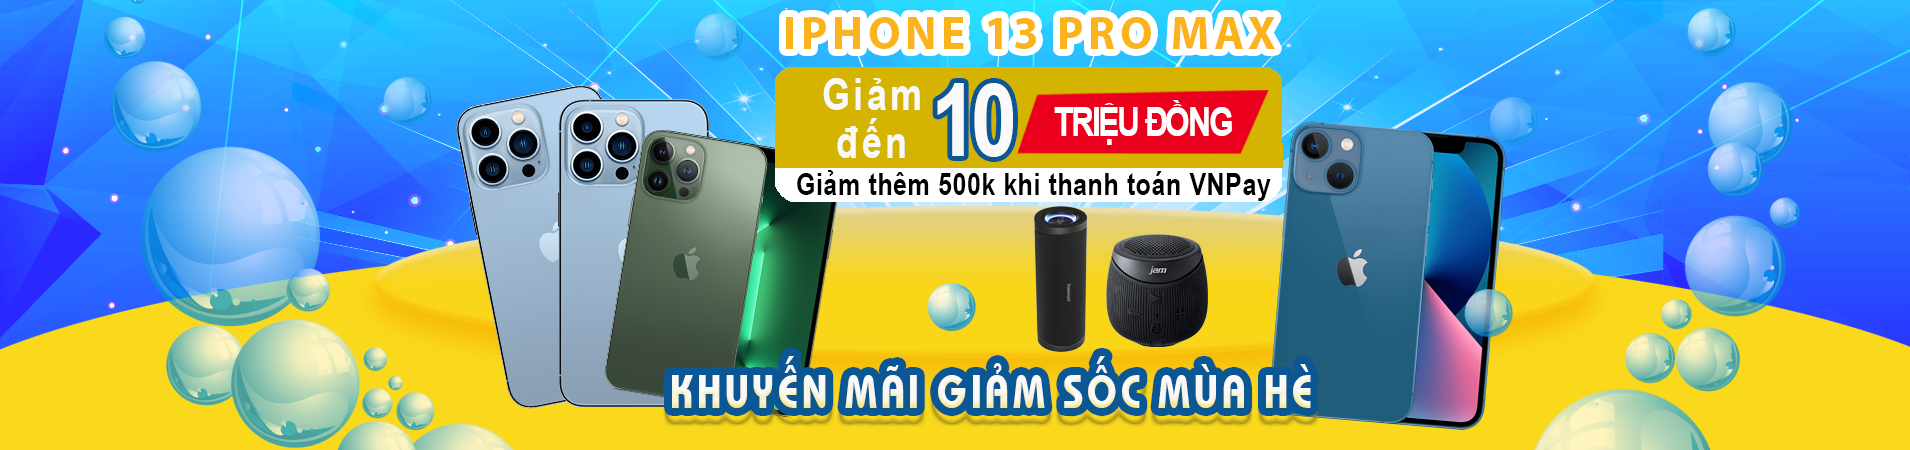 IPHONE 13 PRO MAX
Giảm đến 10 TRIỆU ĐỒNG
Giảm thêm 500k khi thanh toán VNPay
jam
KHUYẾN MÃI GIẢM SỐC MÙA HÈ